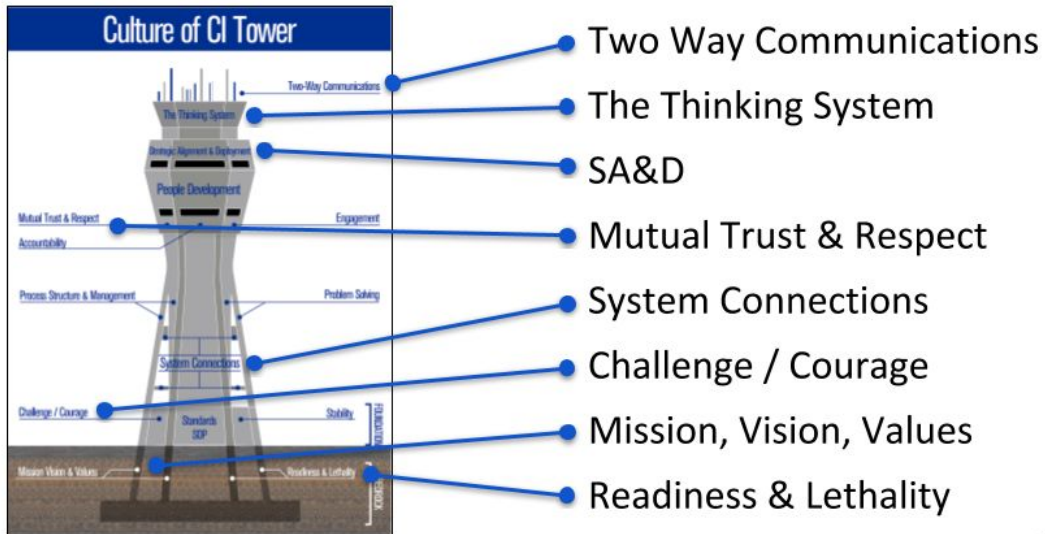 Culture of CI Tower
Two-Way Communications
The Thinking System
Strategic Alignment & Deployment
People Development
Mutual Trust & Respect
Engagement
Accountability
Process Structure & Management
Problem Solving
System Connections
Challenge / Courage
Standards
SDP
Stability
FOUNDATION
Mission Vision & Values
Readiness & Lethality
BEDROCK
Two Way Communications
The Thinking System
SA&D
Mutual Trust & Respect
System Connections
Challenge / Courage
Mission, Vision, Values
Readiness & Lethality